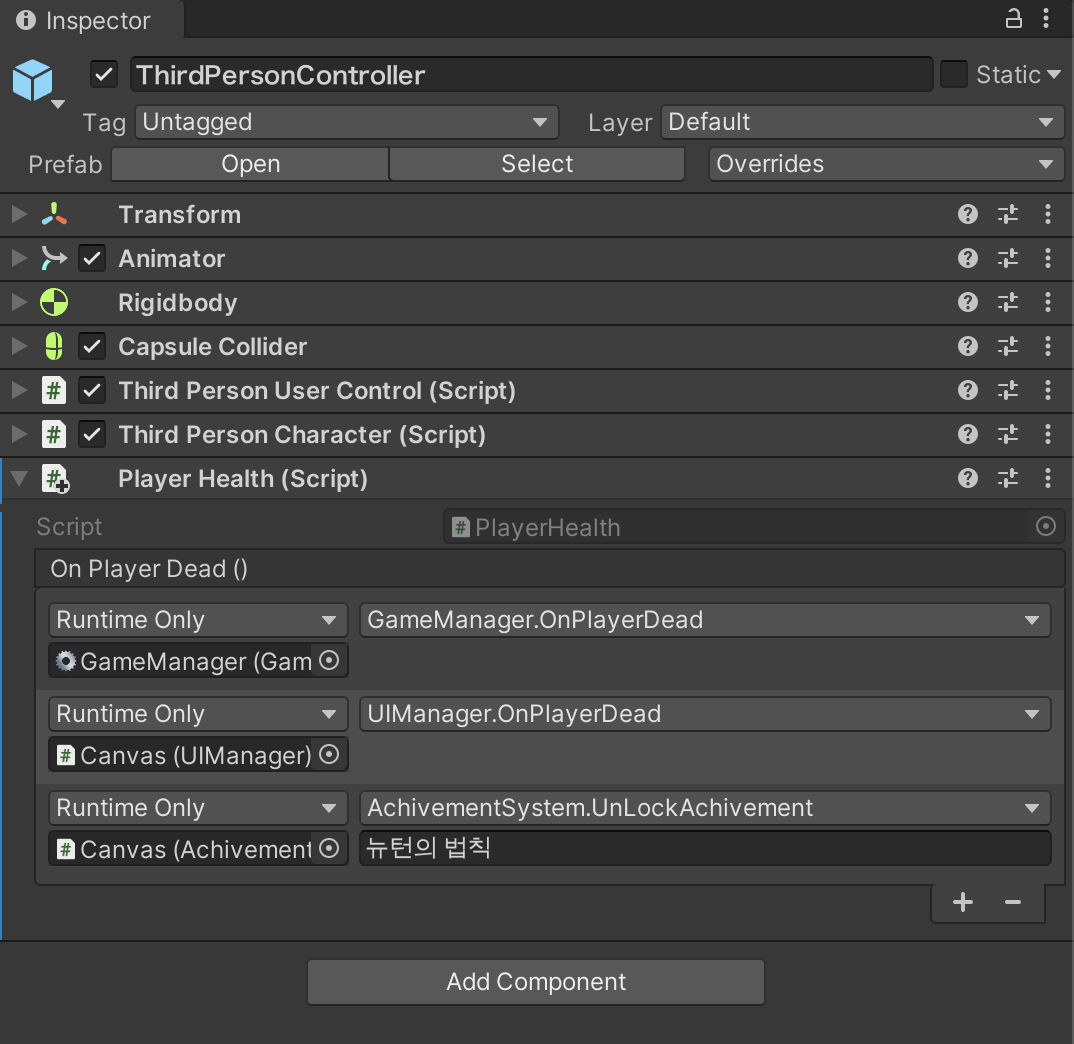 Inspector
ThirdPersonController Static
Tag Untagged Layer Default
Prefab Open Select Overrides
Transform
Animator
Rigidbody
Capsule Collider
# Third Person User Control (Script)
# Third Person Character (Script)
# Player Health (Script)
Script # PlayerHealth
On Player Dead ()
Runtime Only GameManager.OnPlayerDead
GameManager (Gam
Runtime Only UIManager.OnPlayerDead
# Canvas (UIManager)
Runtime Only AchivementSystem.UnLockAchivement
# Canvas (Achivement 뉴턴의 법칙
+ −
Add Component